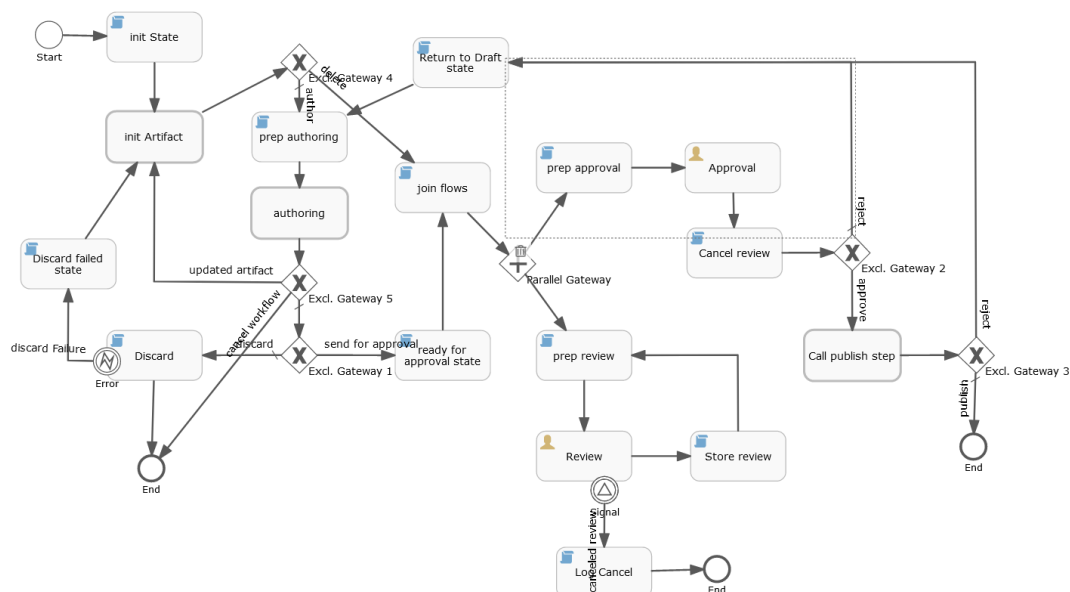 init State
Start
Return to Draft
state
Excl. Gateway 4
delete
author
init Artifact
prep authoring
prep approval
Approval
join flows
authoring
reject
Discard failed
state
Cancel review
updated artifact
Excl. Gateway 2
Parallel Gateway
Excl. Gateway 5
approve
cancel workflow
reject
discard Failure
Discard
discard
send for approval
ready for
approval state
prep review
Call publish step
Excl. Gateway 1
Excl. Gateway 3
Error
publish
Review
Store review
End
End
Signal
canceled review
Log Cancel
End